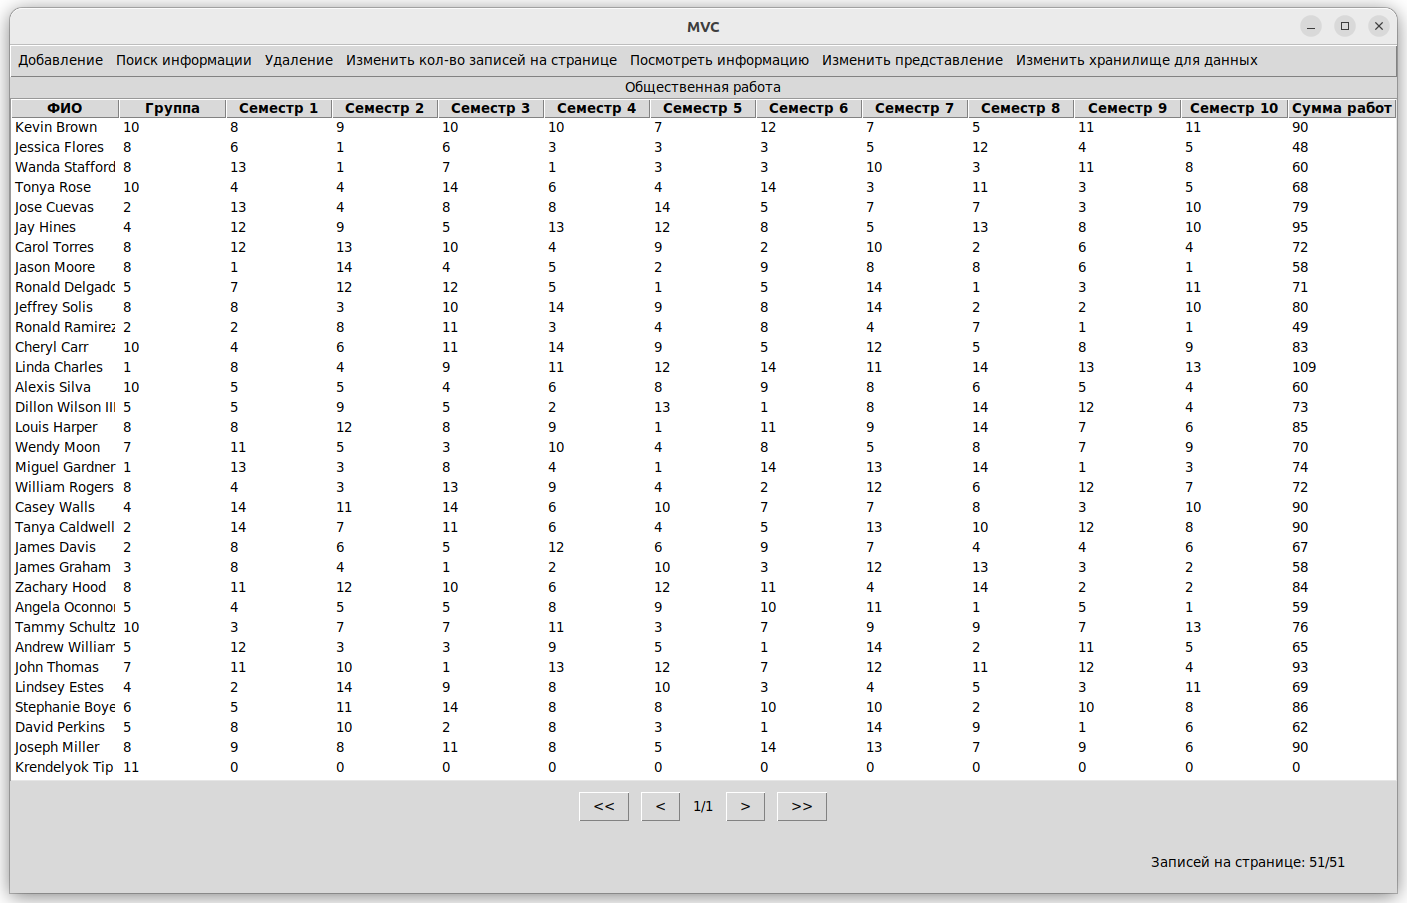 MVC
Добавление Поиск информации Удаление Изменить кол-во записей на странице Посмотреть информацию Изменить представление Изменить хранилище для данных
Общественная работа
ФИО Группа Семестр 1 Семестр 2 Семестр 3 Семестр 4 Семестр 5 Семестр 6 Семестр 7 Семестр 8 Семестр 9 Семестр 10 Сумма работ
Kevin Brown 10 8 9 10 10 7 12 7 5 11 11 90
Jessica Flores 8 6 1 6 3 3 3 5 12 4 5 48
Wanda Stafford 8 13 1 7 1 3 3 10 3 11 8 60
Tonya Rose 10 4 4 14 6 4 14 3 11 3 5 68
Jose Cuevas 2 13 4 8 8 14 5 7 7 3 10 79
Jay Hines 4 12 9 5 13 12 8 5 13 8 10 95
Carol Torres 8 12 13 10 4 9 2 10 2 6 4 72
Jason Moore 8 1 14 4 5 2 9 8 8 6 1 58
Ronald Delgado 5 7 12 12 5 1 5 14 1 3 11 71
Jeffrey Solis 8 8 3 10 14 9 8 14 2 2 10 80
Ronald Ramirez 2 2 8 11 3 4 8 4 7 1 1 49
Cheryl Carr 10 4 6 11 14 9 5 12 5 8 9 83
Linda Charles 1 8 4 9 11 12 14 11 14 13 13 109
Alexis Silva 10 5 5 4 6 8 9 8 6 5 4 60
Dillon Wilson III 5 5 9 5 2 13 1 8 14 12 4 73
Louis Harper 8 8 12 8 9 1 11 9 14 7 6 85
Wendy Moon 7 11 5 3 10 4 8 5 8 7 9 70
Miguel Gardner 1 13 3 8 4 1 14 13 14 1 3 74
William Rogers 8 4 3 13 9 4 2 12 6 12 7 72
Casey Walls 4 14 11 14 6 10 7 7 8 3 10 90
Tanya Caldwell 2 14 7 11 6 4 5 13 10 12 8 90
James Davis 2 8 6 5 12 6 9 7 4 4 6 67
James Graham 3 8 4 1 2 10 3 12 13 3 2 58
Zachary Hood 8 11 12 10 6 12 11 4 14 2 2 84
Angela Oconnor 5 4 5 5 8 9 10 11 1 5 1 59
Tammy Schultz 10 3 7 7 11 3 7 9 9 7 13 76
Andrew William 5 12 3 3 9 5 1 14 2 11 5 65
John Thomas 7 11 10 1 13 12 7 12 11 12 4 93
Lindsey Estes 4 2 14 9 8 10 3 4 5 3 11 69
Stephanie Boye 6 5 11 14 8 8 10 10 2 10 8 86
David Perkins 5 8 10 2 8 3 1 14 9 1 6 62
Joseph Miller 8 9 8 11 8 5 14 13 7 9 6 90
Krendelyok Tip 11 0 0 0 0 0 0 0 0 0 0 0
<< < 1/1 > >>
Записей на странице: 51/51